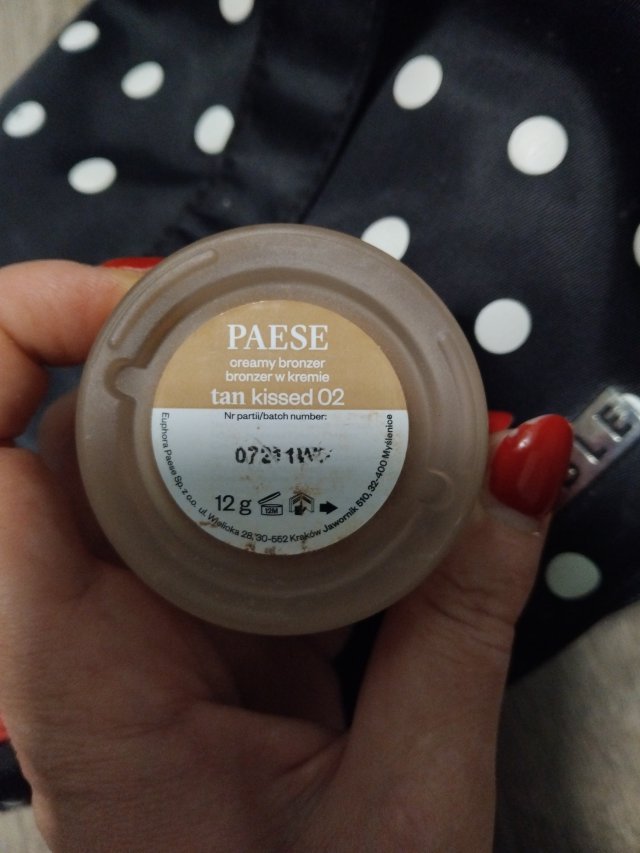 PAESE
creamy bronzer
bronzer w kremie
tan kissed 02
Nr partii/batch number:
12 g 12M
Euphora Paese Sp. z o.o. ul. Wielicka 28, 30-552 Kraków Jawornik 510, 32-400 Myślenice